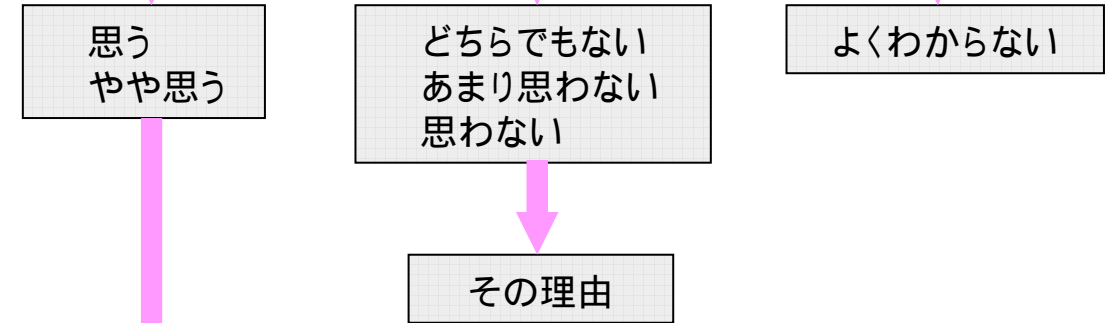 思う
やや思う
どちらでもない
あまり思わない
思わない
よくわからない
その理由